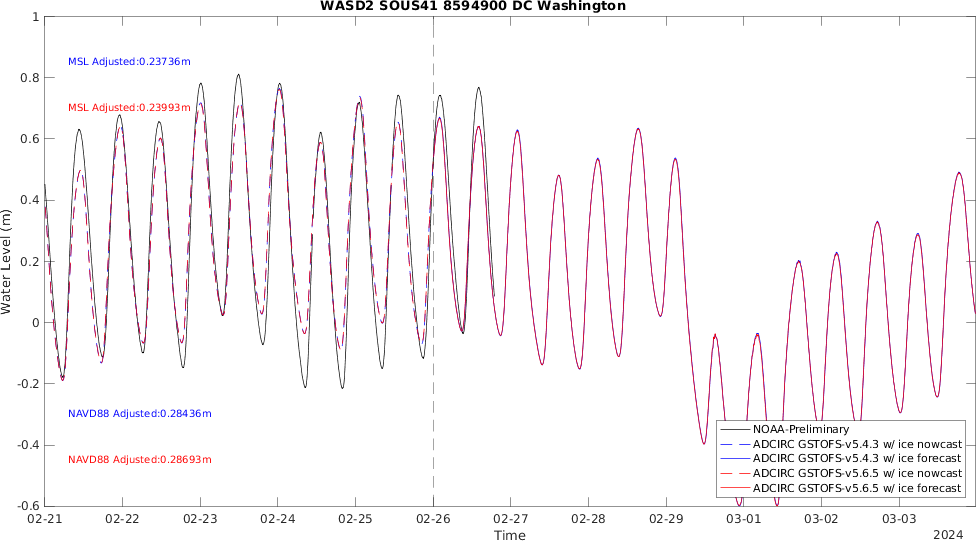 WASD2 SOUS41 8594900 DC Washington
1
0.8
0.6
0.4
0.2
0
-0.2
-0.4
-0.6
Water Level (m)
MSL Adjusted:0.23736m
MSL Adjusted:0.23993m
NAVD88 Adjusted:0.28436m
NAVD88 Adjusted:0.28693m
NOAA-Preliminary
ADCIRC GSTOFS-v5.4.3 w/ ice nowcast
ADCIRC GSTOFS-v5.4.3 w/ ice forecast
ADCIRC GSTOFS-v5.6.5 w/ ice nowcast
ADCIRC GSTOFS-v5.6.5 w/ ice forecast
02-21 02-22 02-23 02-24 02-25 02-26 02-27 02-28 02-29 03-01 03-02 03-03
Time
2024